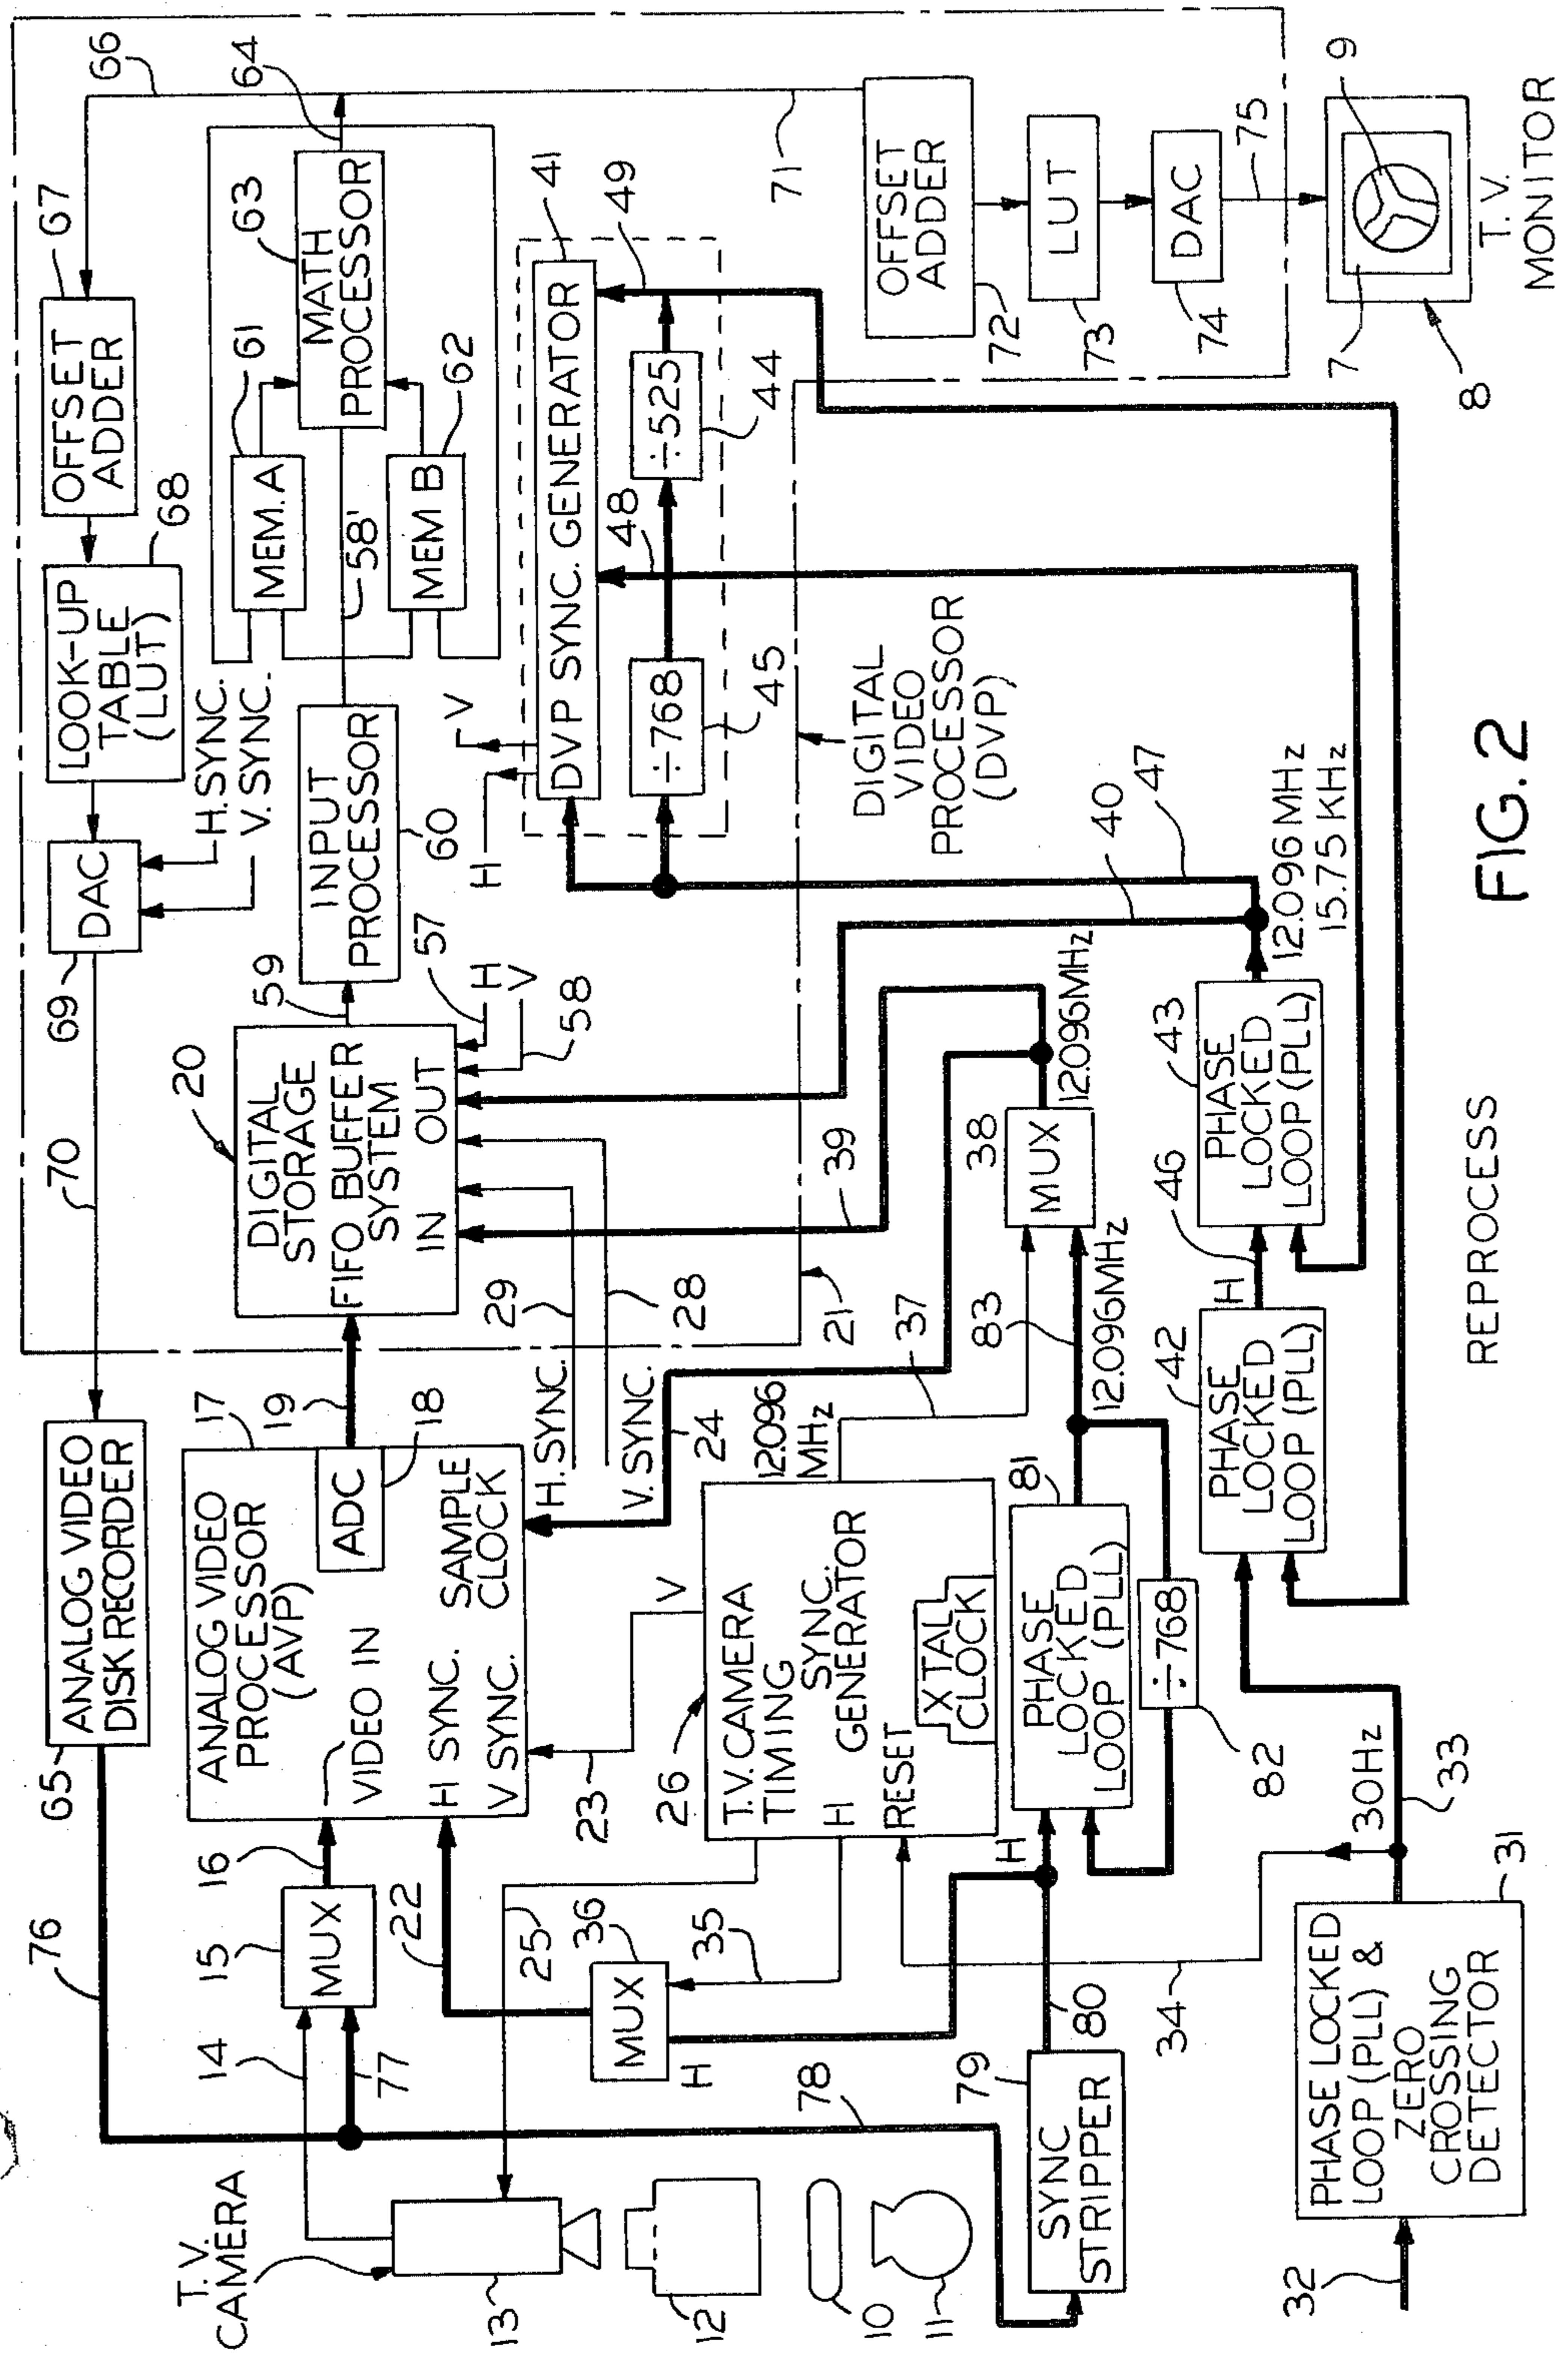 66
67
OFFSET
ADDER
68
LOOK-UP
TABLE
(LUT)
69
DAC
H.SYNC.
V.SYNC.
70
65
ANALOG VIDEO
DISK RECORDER
76
64
63
MATH
PROCESSOR
61
MEM.A
62
MEM B
58'
INPUT
PROCESSOR
60
59
20
DIGITAL
STORAGE
FIFO BUFFER
SYSTEM
IN
OUT
57
H
V
58
19
17
ANALOG VIDEO
PROCESSOR
(AVP)
ADC
18
VIDEO IN
H SYNC.
V SYNC.
SAMPLE
CLOCK
16
15
MUX
14
77
T.V.
CAMERA
13
12
10
11
41
DVP SYNC. GENERATOR
49
48
÷525
44
÷768
45
H
V
DIGITAL
VIDEO
PROCESSOR
(DVP)
21
29
H.SYNC.
28
V. SYNC.
24
22
23
V
25
36
MUX
35
H
26
T.V. CAMERA
TIMING
SYNC.
GENERATOR
H
RESET
XTAL
CLOCK
12.096
MHz
37
39
38
MUX
12.096MHz
40
47
83
12.096MHz
81
PHASE
LOCKED
LOOP (PLL)
÷768
82
H
80
79
SYNC
STRIPPER
78
71
OFFSET
ADDER
72
LUT
73
DAC
74
75
7
9
8
T.V.
MONITOR
12.096 MHz
15.75 KHz
43
PHASE
LOCKED
LOOP (PLL)
46
H
42
PHASE
LOCKED
LOOP (PLL)
30Hz
33
34
31
PHASE LOCKED
LOOP (PLL) &
ZERO
CROSSING
DETECTOR
32
REPROCESS
FIG. 2